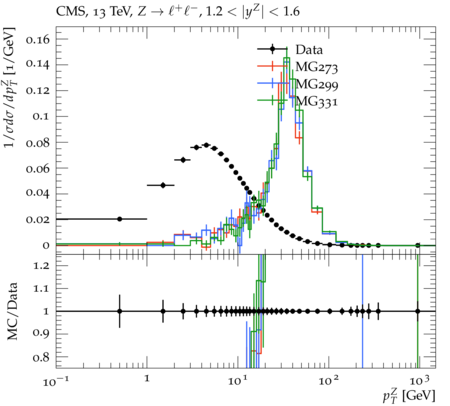 CMS, 13 TeV, Z → ℓ⁺ℓ⁻, 1.2 < |y^Z| < 1.6
1/σdσ/dp_T^Z [1/GeV]
Data
MG273
MG299
MG331
0.16
0.14
0.12
0.1
0.08
0.06
0.04
0.02
0
MC/Data
1.2
1.1
1
0.9
0.8
10⁻¹ 1 10¹ 10² 10³
p_T^Z [GeV]